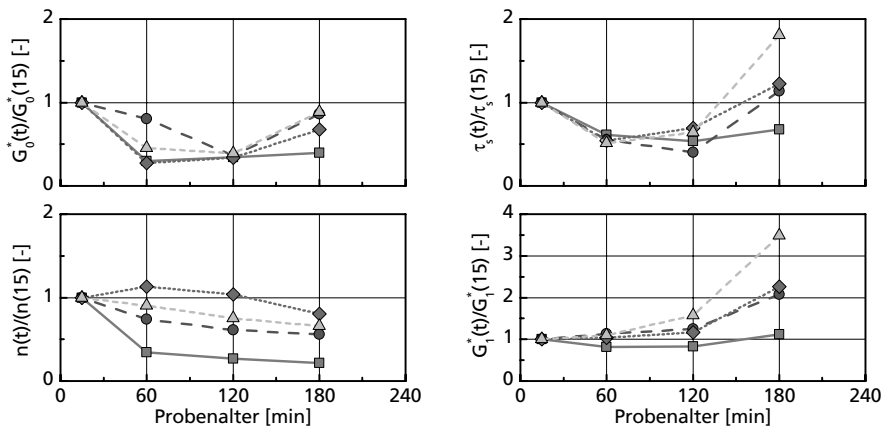 2
1
0
G*0(t)/G*0(15) [-]
2
1
0
τs(t)/τs(15) [-]
2
1
0
n(t)/(n(15) [-]
0 60 120 180 240
Probenalter [min]
4
3
2
1
0
G*1(t)/G*1(15) [-]
0 60 120 180 240
Probenalter [min]